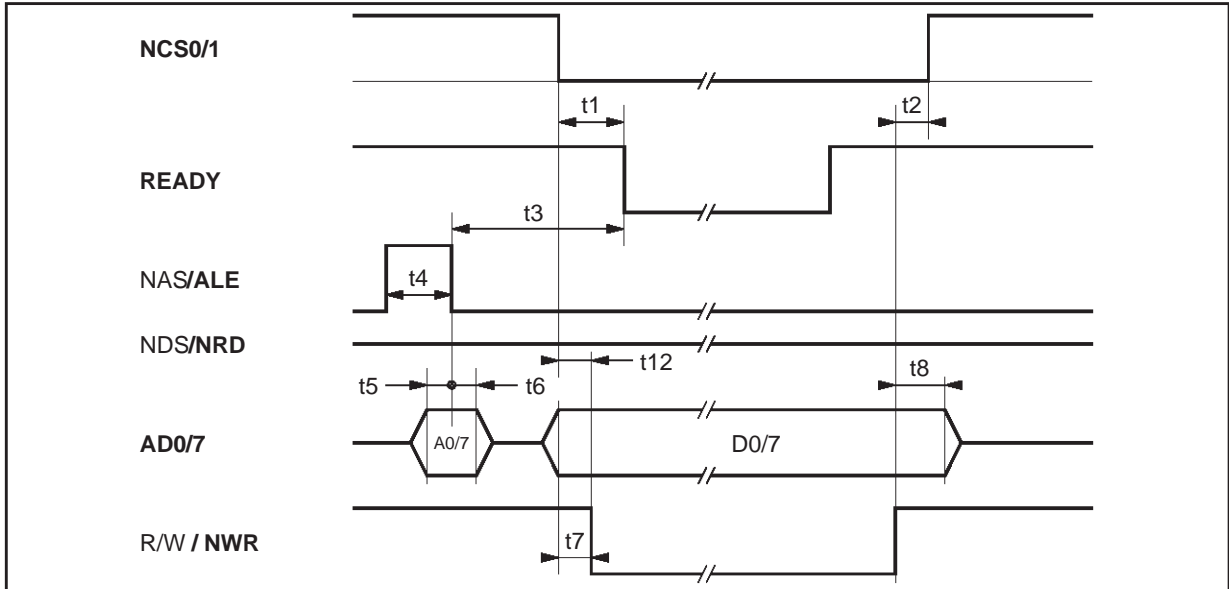 NCS0/1
t1
t2
READY
t3
NAS/ALE
t4
NDS/NRD
t12
t5
t6
t8
AD0/7
A0/7
D0/7
R/W / NWR
t7